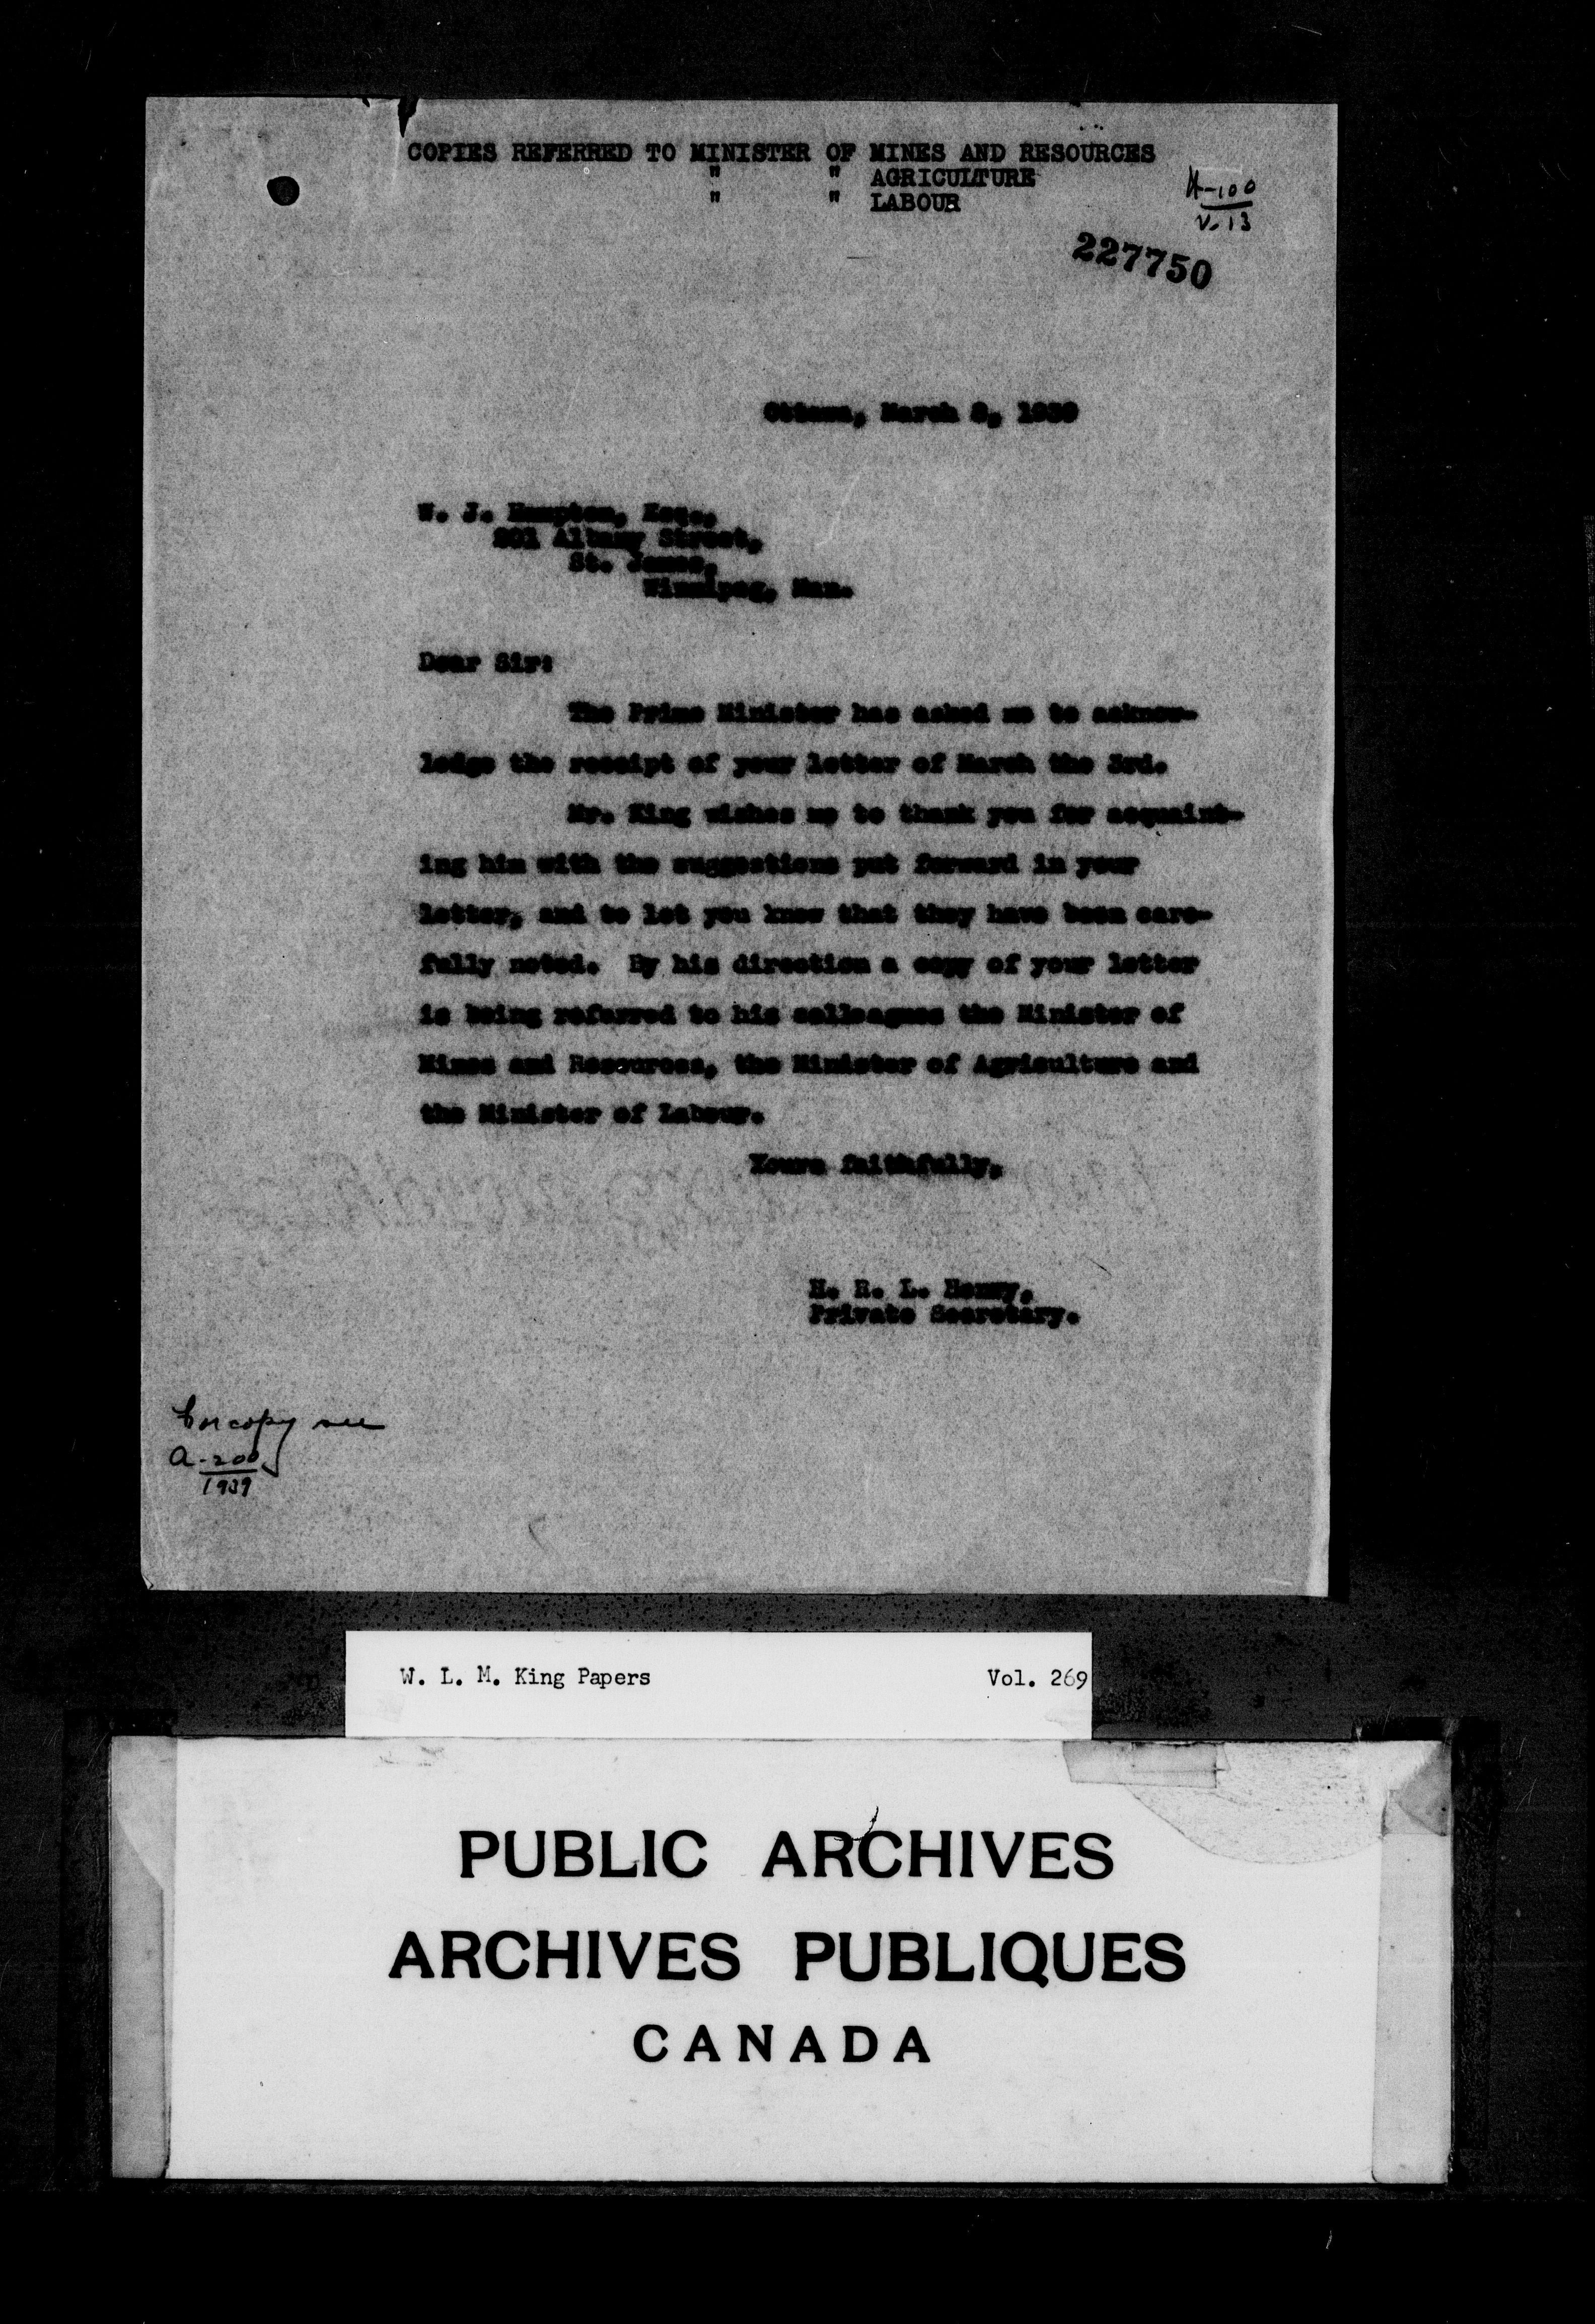 COPIES REFERRED TO MINISTER OF MINES AND RESOURCES
" " AGRICULTURE
" " LABOUR
H-100
V.13
227750
Ottawa, March 8, 1939
W. J. Hampton, Esq.,
201 Albany Street,
St. James,
Winnipeg, Man.
Dear Sir:
The Prime Minister has asked me to acknow-
ledge the receipt of your letter of March the 3rd.
Mr. King wishes me to thank you for acquaint-
ing him with the suggestions put forward in your
letter, and to let you know that they have been care-
fully noted. By his direction a copy of your letter
is being referred to his colleagues the Minister of
Mines and Resources, the Minister of Agriculture and
the Minister of Labour.
Yours faithfully,
H. R. L. Henry,
Private Secretary.
For copy see
A-200
1939
W. L. M. King Papers Vol. 269
PUBLIC ARCHIVES
ARCHIVES PUBLIQUES
CANADA